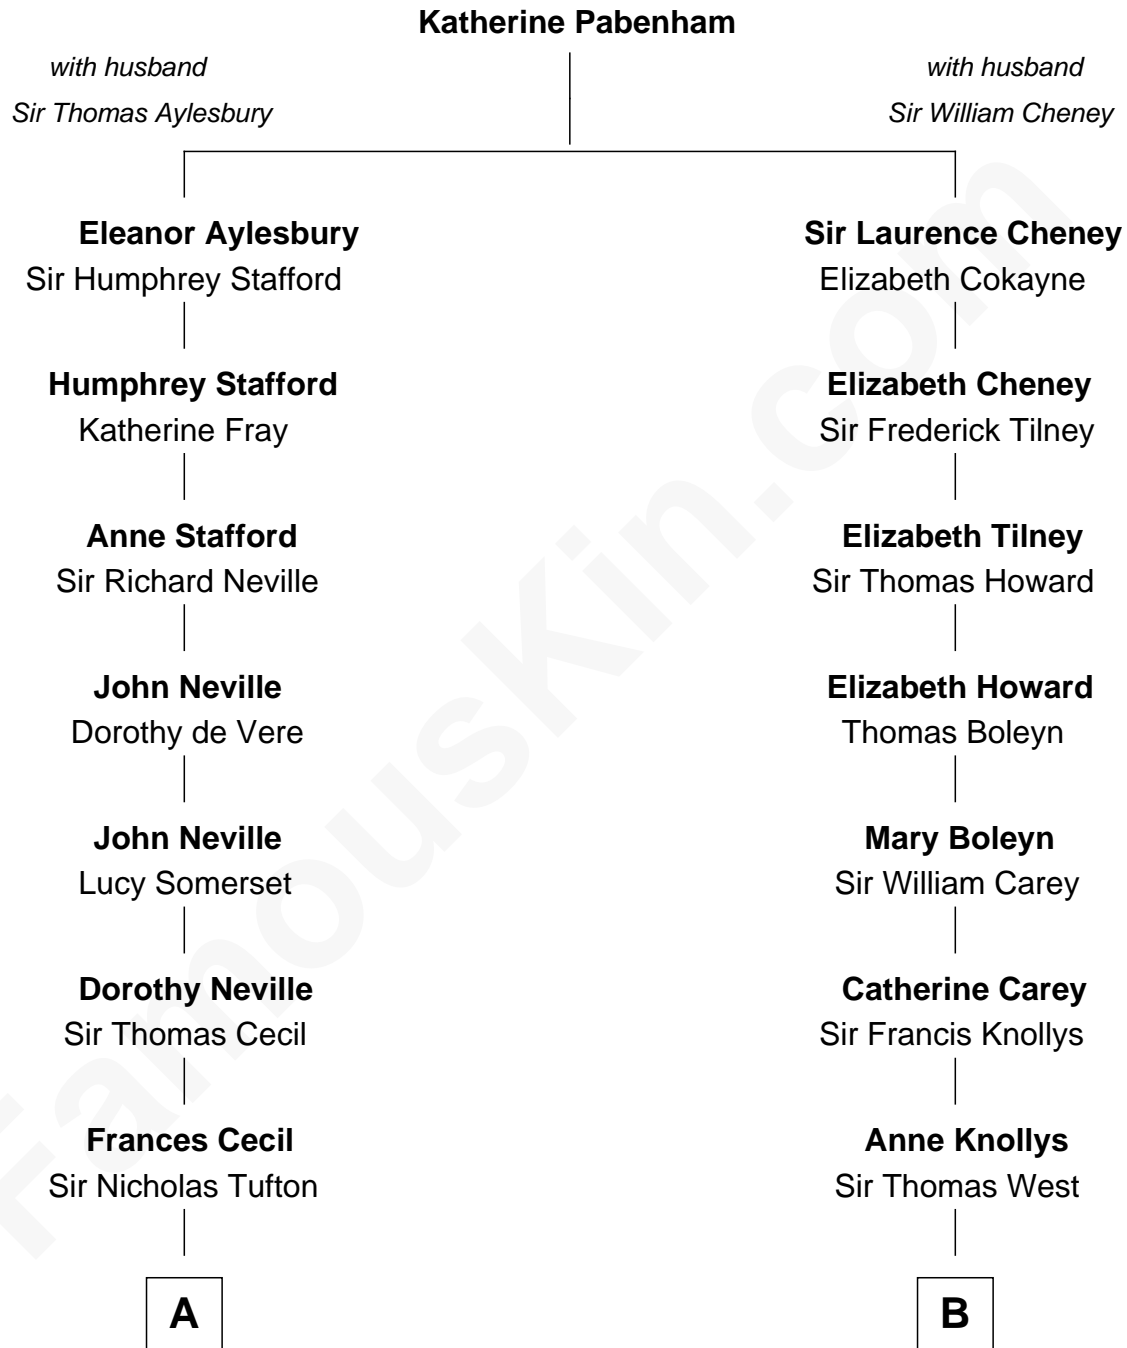 Katherine Pabenham
with husband
Sir Thomas Aylesbury
with husband
Sir William Cheney
Eleanor Aylesbury
Sir Humphrey Stafford
Sir Laurence Cheney
Elizabeth Cokayne
Humphrey Stafford
Katherine Fray
Elizabeth Cheney
Sir Frederick Tilney
Anne Stafford
Sir Richard Neville
Elizabeth Tilney
Sir Thomas Howard
John Neville
Dorothy de Vere
Elizabeth Howard
Thomas Boleyn
John Neville
Lucy Somerset
Mary Boleyn
Sir William Carey
Dorothy Neville
Sir Thomas Cecil
Catherine Carey
Sir Francis Knollys
Frances Cecil
Sir Nicholas Tufton
Anne Knollys
Sir Thomas West
A
B
FamousKin.com